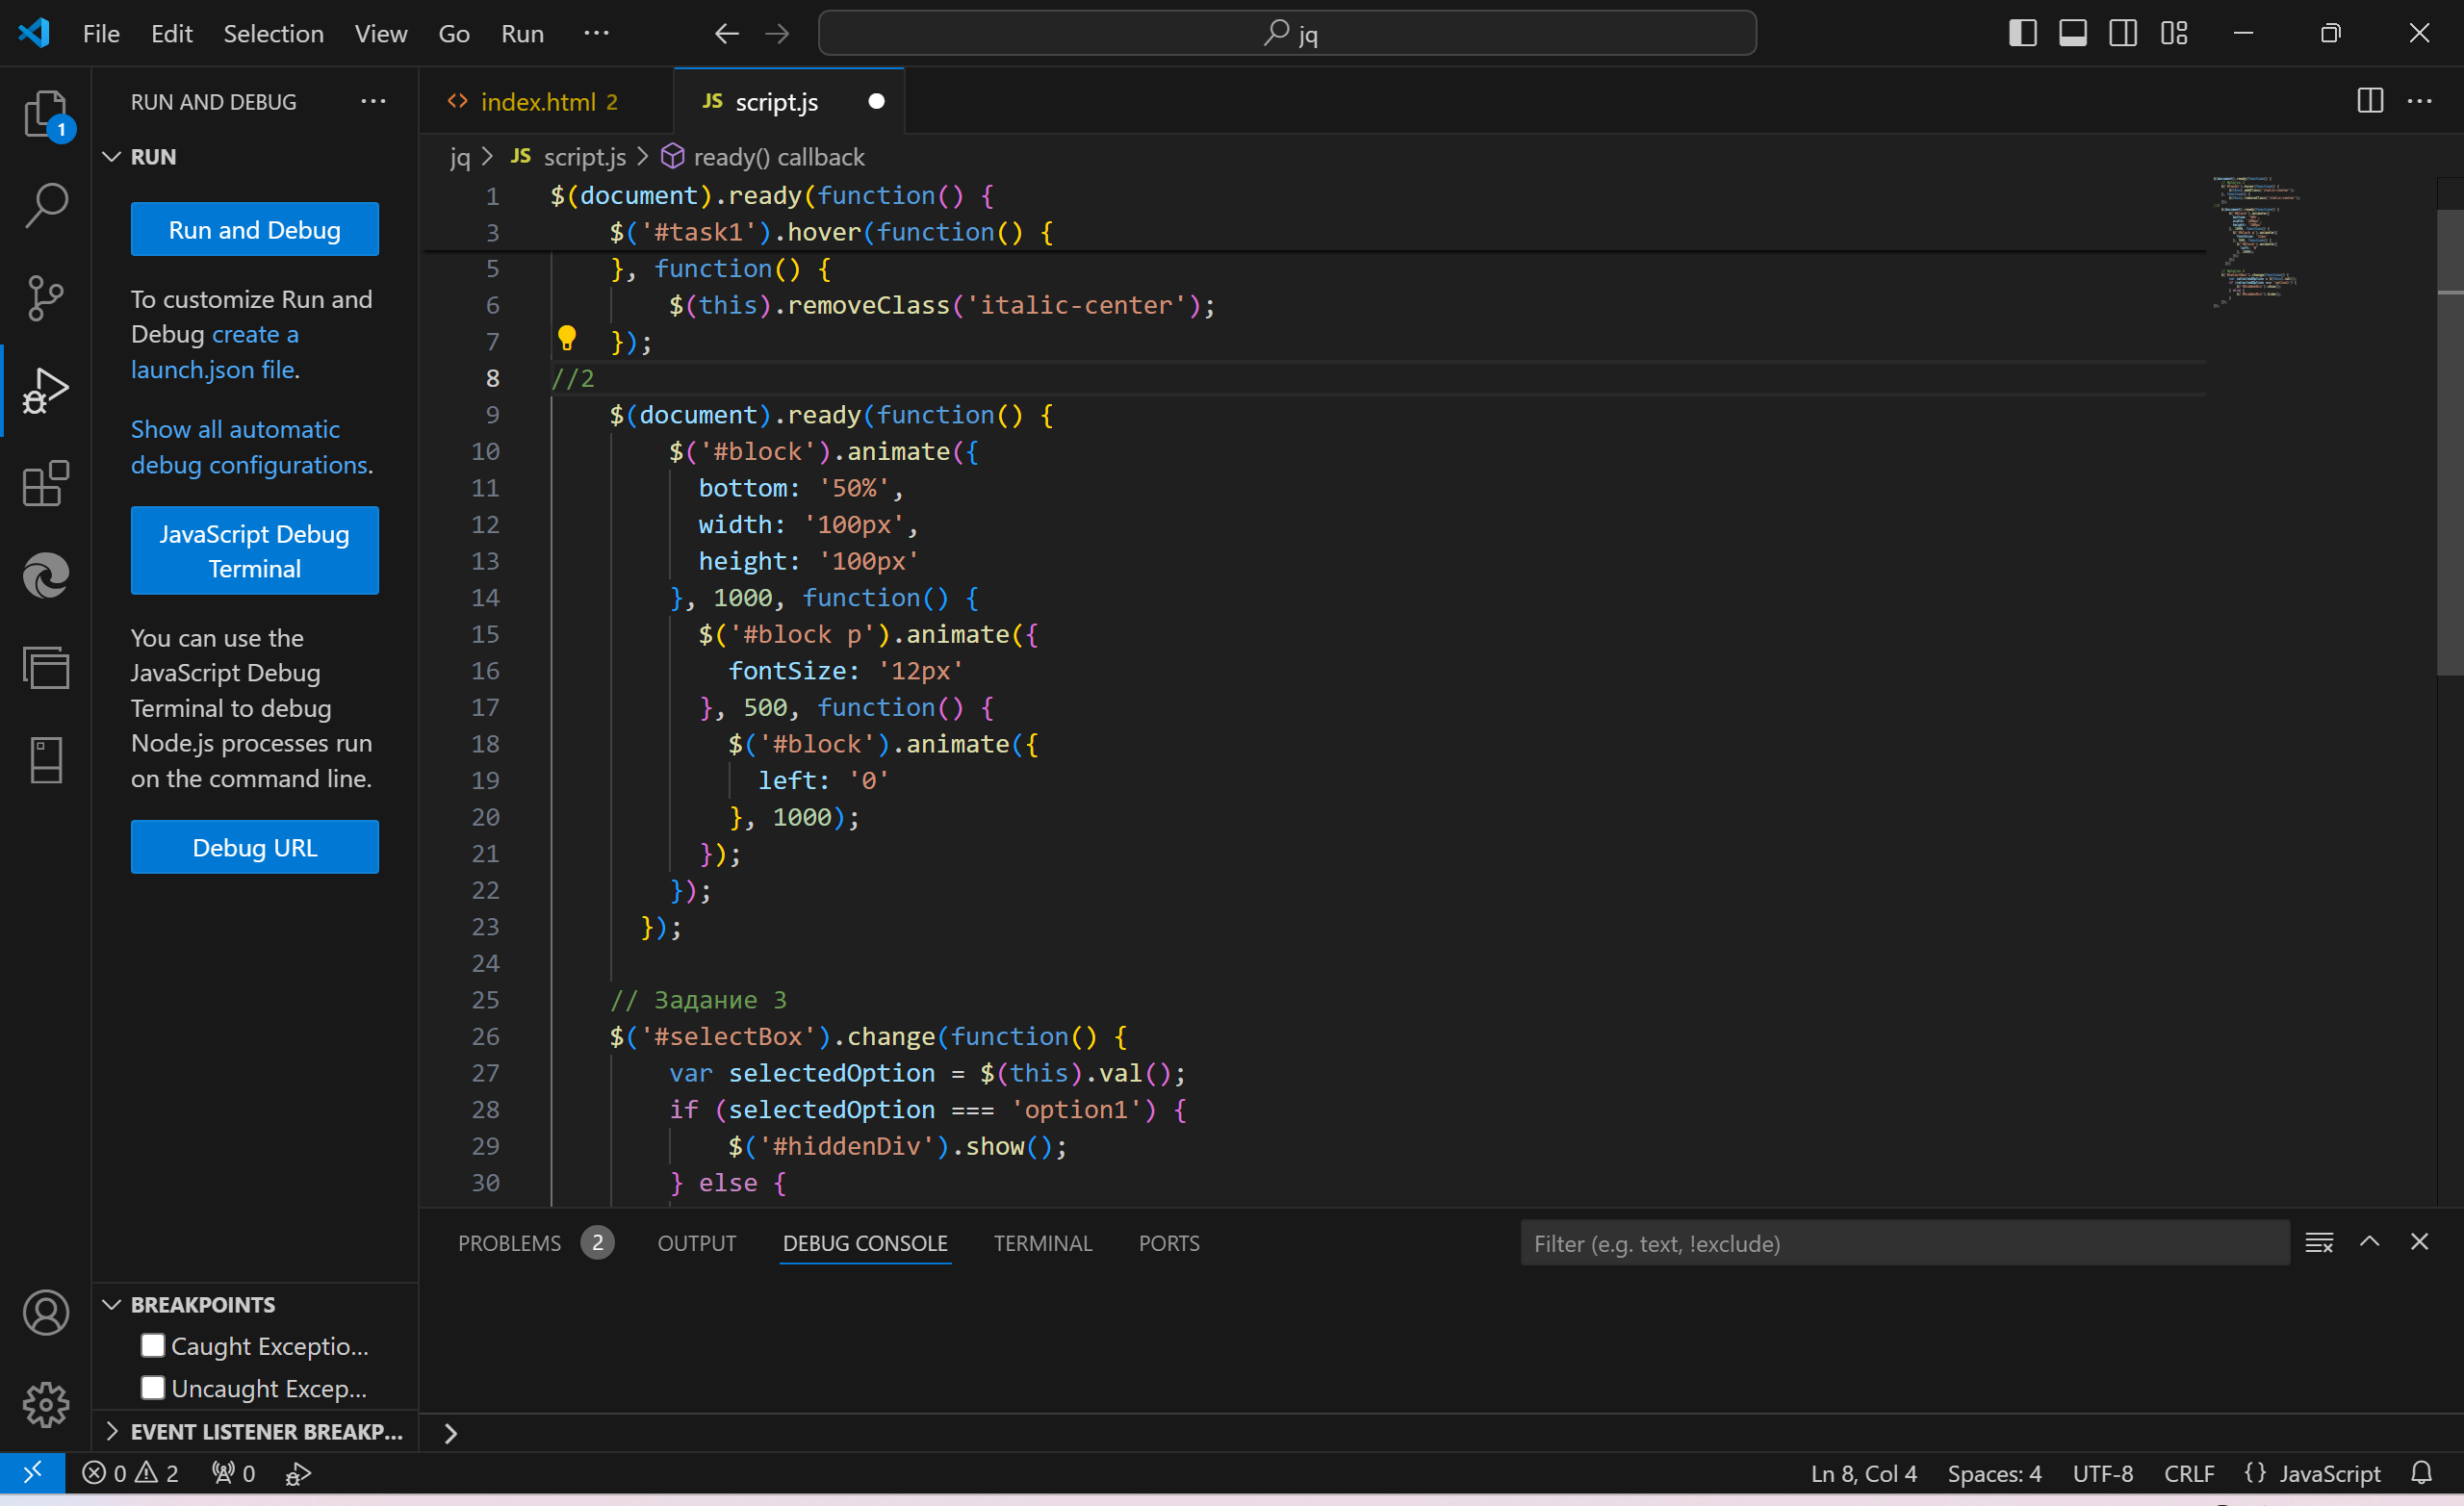 File Edit Selection View Go Run ···
jq
RUN AND DEBUG ···
RUN
Run and Debug
To customize Run and
Debug create a
launch.json file.
Show all automatic
debug configurations.
JavaScript Debug
Terminal
You can use the
JavaScript Debug
Terminal to debug
Node.js processes run
on the command line.
Debug URL
BREAKPOINTS
Caught Exceptio...
Uncaught Excep...
EVENT LISTENER BREAKP...
index.html 2
JS script.js
jq > JS script.js > ready() callback
1 $(document).ready(function() {
3 $('#task1').hover(function() {
5 }, function() {
6 $(this).removeClass('italic-center');
7 });
8 //2
9 $(document).ready(function() {
10 $('#block').animate({
11 bottom: '50%',
12 width: '100px',
13 height: '100px'
14 }, 1000, function() {
15 $('#block p').animate({
16 fontSize: '12px'
17 }, 500, function() {
18 $('#block').animate({
19 left: '0'
20 }, 1000);
21 });
22 });
23 });
24
25 // Задание 3
26 $('#selectBox').change(function() {
27 var selectedOption = $(this).val();
28 if (selectedOption === 'option1') {
29 $('#hiddenDiv').show();
30 } else {
PROBLEMS 2 OUTPUT DEBUG CONSOLE TERMINAL PORTS
Filter (e.g. text, !exclude)
>
0 2 0
Ln 8, Col 4 Spaces: 4 UTF-8 CRLF {} JavaScript
1